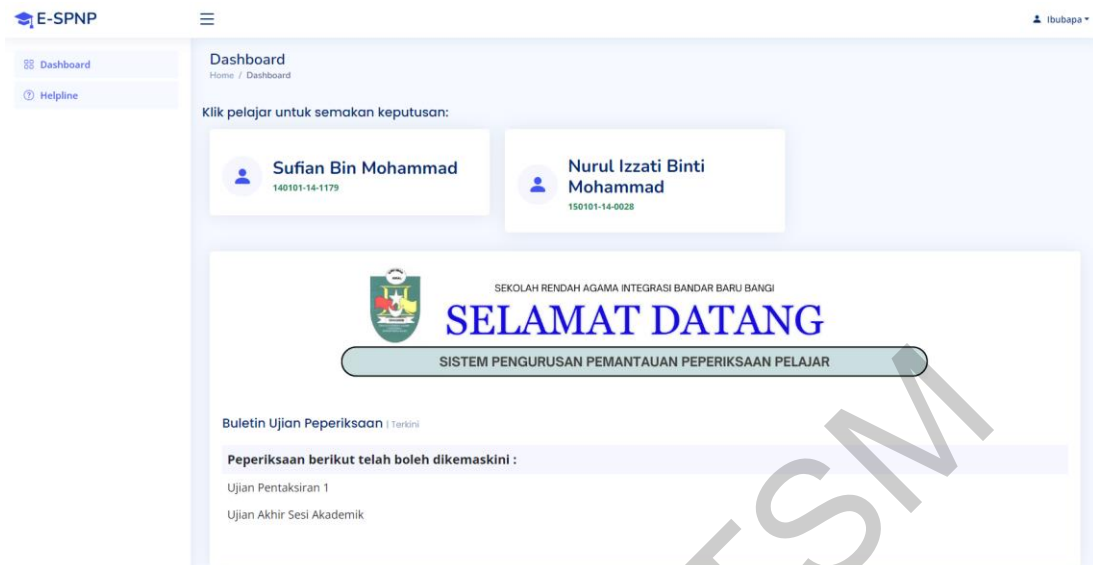 E-SPNP
Ibubapa
Dashboard
Helpline
Dashboard
Home / Dashboard
Klik pelajar untuk semakan keputusan:
Sufian Bin Mohammad
140101-14-1179
Nurul Izzati Binti
Mohammad
150101-14-0028
SEKOLAH RENDAH AGAMA INTEGRASI BANDAR BARU BANGI
SELAMAT DATANG
SISTEM PENGURUSAN PEMANTAUAN PEPERIKSAAN PELAJAR
Buletin Ujian Peperiksaan | Terkini
Peperiksaan berikut telah boleh dikemaskini :
Ujian Pentaksiran 1
Ujian Akhir Sesi Akademik